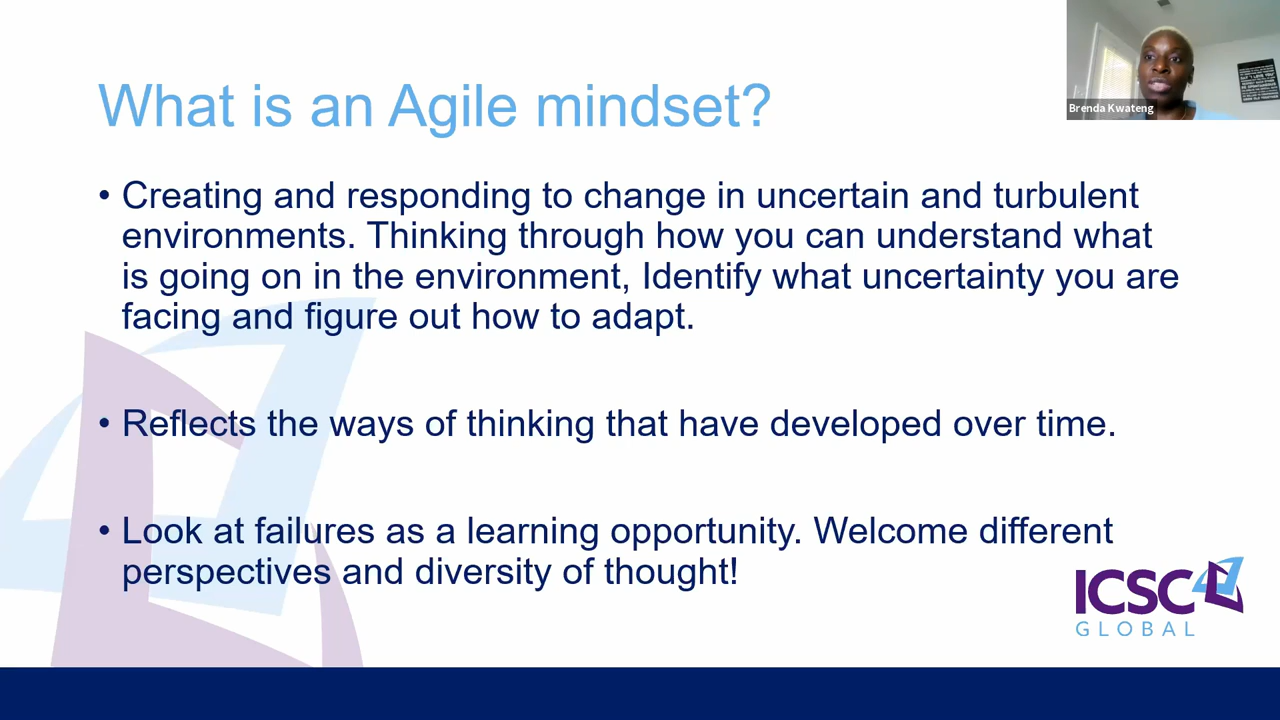 What is an Agile mindset?
Brenda Kwateng
• Creating and responding to change in uncertain and turbulent
environments. Thinking through how you can understand what
is going on in the environment, Identify what uncertainty you are
facing and figure out how to adapt.
• Reflects the ways of thinking that have developed over time.
• Look at failures as a learning opportunity. Welcome different
perspectives and diversity of thought!
ICSC
GLOBAL